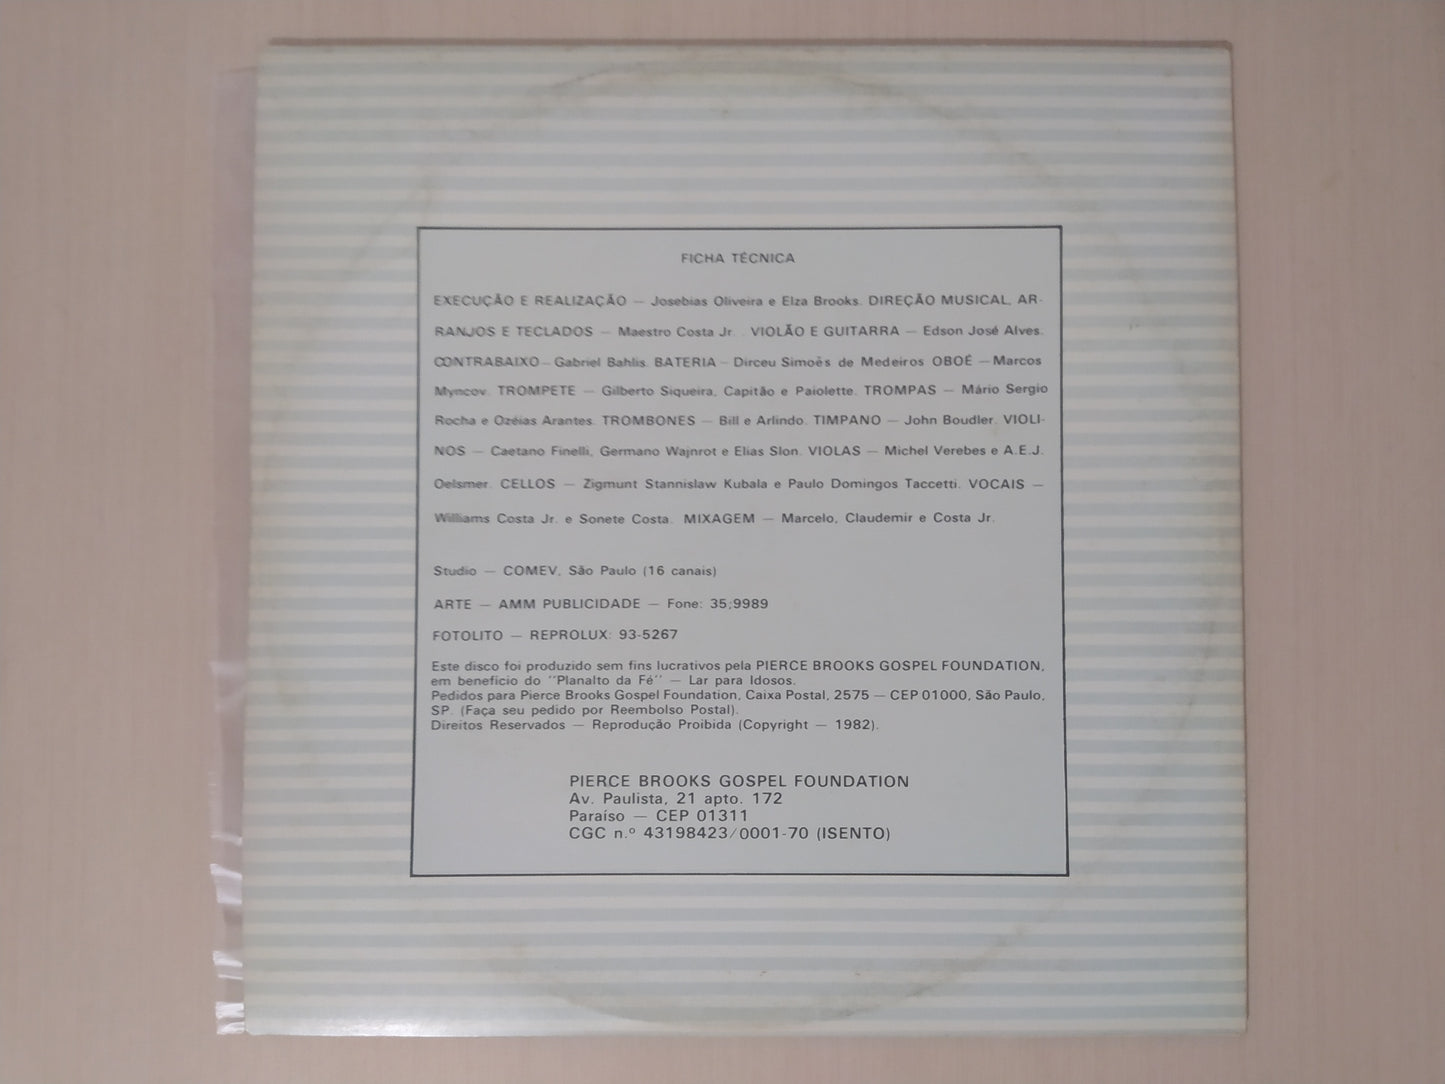 FICHA TÉCNICA
EXECUÇÃO E REALIZAÇÃO — Josebias Oliveira e Elza Brooks. DIREÇÃO MUSICAL, AR-
RANJOS E TECLADOS — Maestro Costa Jr. . VIOLÃO E GUITARRA — Edson José Alves.
CONTRABAIXO — Gabriel Bahlis. BATERIA — Dirceu Simoẽs de Medeiros OBOÉ — Marcos
Myncov. TROMPETE — Gilberto Siqueira, Capitão e Paiolette. TROMPAS — Mário Sergio
Rocha e Ozéias Arantes. TROMBONES — Bill e Arlindo. TIMPANO — John Boudler. VIOLI-
NOS — Caetano Finelli, Germano Wajnrot e Elias Slon. VIOLAS — Michel Verebes e A.E.J.
Oelsmer. CELLOS — Zigmunt Stannislaw Kubala e Paulo Domingos Taccetti. VOCAIS —
Williams Costa Jr. e Sonete Costa. MIXAGEM — Marcelo, Claudemir e Costa Jr.
Studio — COMEV, São Paulo (16 canais)
ARTE — AMM PUBLICIDADE — Fone: 35;9989
FOTOLITO — REPROLUX: 93-5267
Este disco foi produzido sem fins lucrativos pela PIERCE BROOKS GOSPEL FOUNDATION,
em beneficio do "Planalto da Fé" — Lar para Idosos.
Pedidos para Pierce Brooks Gospel Foundation, Caixa Postal, 2575 — CEP 01000, São Paulo,
SP. (Faça seu pedido por Reembolso Postal).
Direitos Reservados — Reprodução Proibida (Copyright — 1982).
PIERCE BROOKS GOSPEL FOUNDATION
Av. Paulista, 21 apto. 172
Paraíso — CEP 01311
CGC n.º 43198423/0001-70 (ISENTO)